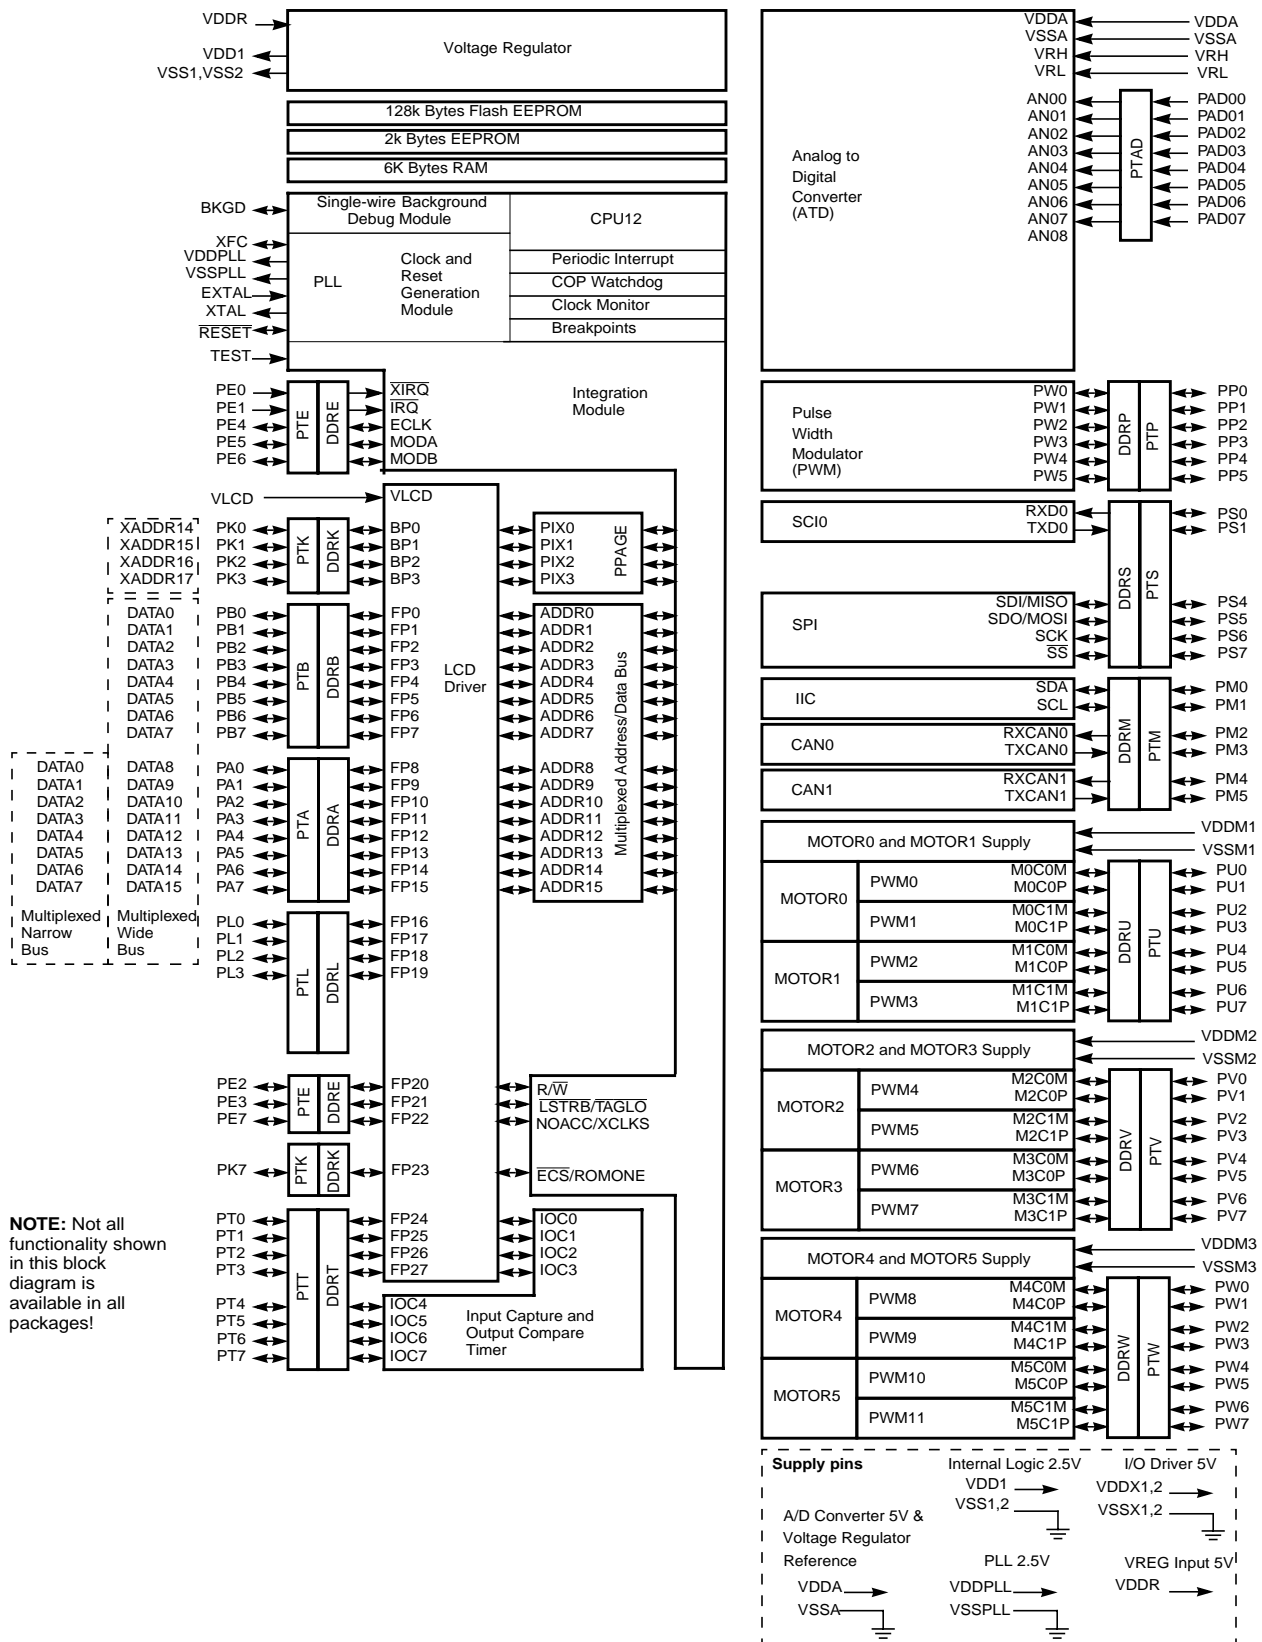 VDDR
VDD1
VSS1,VSS2
Voltage Regulator
128k Bytes Flash EEPROM
2k Bytes EEPROM
6K Bytes RAM
BKGD
XFC
VDDPLL
VSSPLL
EXTAL
XTAL
RESET
TEST
Single-wire Background
Debug Module
CPU12
PLL
Clock and
Reset
Generation
Module
Periodic Interrupt
COP Watchdog
Clock Monitor
Breakpoints
Integration
Module
PE0
PE1
PE4
PE5
PE6
PTE
DDRE
XIRQ
IRQ
ECLK
MODA
MODB
VLCD
VLCD
XADDR14
XADDR15
XADDR16
XADDR17
PK0
PK1
PK2
PK3
PTK
DDRK
BP0
BP1
BP2
BP3
PIX0
PIX1
PIX2
PIX3
PPAGE
DATA0
DATA1
DATA2
DATA3
DATA4
DATA5
DATA6
DATA7
PB0
PB1
PB2
PB3
PB4
PB5
PB6
PB7
PTB
DDRB
FP0
FP1
FP2
FP3
FP4
FP5
FP6
FP7
LCD
Driver
ADDR0
ADDR1
ADDR2
ADDR3
ADDR4
ADDR5
ADDR6
ADDR7
Multiplexed Address/Data Bus
DATA0
DATA1
DATA2
DATA3
DATA4
DATA5
DATA6
DATA7
Multiplexed
Narrow
Bus
DATA8
DATA9
DATA10
DATA11
DATA12
DATA13
DATA14
DATA15
Multiplexed
Wide
Bus
PA0
PA1
PA2
PA3
PA4
PA5
PA6
PA7
PTA
DDRA
FP8
FP9
FP10
FP11
FP12
FP13
FP14
FP15
ADDR8
ADDR9
ADDR10
ADDR11
ADDR12
ADDR13
ADDR14
ADDR15
PL0
PL1
PL2
PL3
PTL
DDRL
FP16
FP17
FP18
FP19
PE2
PE3
PE7
PTE
DDRE
FP20
FP21
FP22
R/W
LSTRB/TAGLO
NOACC/XCLKS
PK7
PTK
DDRK
FP23
ECS/ROMONE
NOTE: Not all
functionality shown
in this block
diagram is
available in all
packages!
PT0
PT1
PT2
PT3
PT4
PT5
PT6
PT7
PTT
DDRT
FP24
FP25
FP26
FP27
IOC0
IOC1
IOC2
IOC3
IOC4
IOC5
IOC6
IOC7
Input Capture and
Output Compare
Timer
Analog to
Digital
Converter
(ATD)
VDDA
VSSA
VRH
VRL
VDDA
VSSA
VRH
VRL
AN00
AN01
AN02
AN03
AN04
AN05
AN06
AN07
AN08
PTAD
PAD00
PAD01
PAD02
PAD03
PAD04
PAD05
PAD06
PAD07
Pulse
Width
Modulator
(PWM)
PW0
PW1
PW2
PW3
PW4
PW5
DDRP
PTP
PP0
PP1
PP2
PP3
PP4
PP5
SCI0
RXD0
TXD0
DDRS
PTS
PS0
PS1
SPI
SDI/MISO
SDO/MOSI
SCK
SS
PS4
PS5
PS6
PS7
IIC
SDA
SCL
DDRM
PTM
PM0
PM1
CAN0
RXCAN0
TXCAN0
PM2
PM3
CAN1
RXCAN1
TXCAN1
PM4
PM5
MOTOR0 and MOTOR1 Supply
VDDM1
VSSM1
MOTOR0
PWM0
M0C0M
M0C0P
PWM1
M0C1M
M0C1P
MOTOR1
PWM2
M1C0M
M1C0P
PWM3
M1C1M
M1C1P
DDRU
PTU
PU0
PU1
PU2
PU3
PU4
PU5
PU6
PU7
MOTOR2 and MOTOR3 Supply
VDDM2
VSSM2
MOTOR2
PWM4
M2C0M
M2C0P
PWM5
M2C1M
M2C1P
MOTOR3
PWM6
M3C0M
M3C0P
PWM7
M3C1M
M3C1P
DDRV
PTV
PV0
PV1
PV2
PV3
PV4
PV5
PV6
PV7
MOTOR4 and MOTOR5 Supply
VDDM3
VSSM3
MOTOR4
PWM8
M4C0M
M4C0P
PWM9
M4C1M
M4C1P
MOTOR5
PWM10
M5C0M
M5C0P
PWM11
M5C1M
M5C1P
DDRW
PTW
PW0
PW1
PW2
PW3
PW4
PW5
PW6
PW7
Supply pins
Internal Logic 2.5V
VDD1
VSS1,2
I/O Driver 5V
VDDX1,2
VSSX1,2
A/D Converter 5V &
Voltage Regulator
Reference
VDDA
VSSA
PLL 2.5V
VDDPLL
VSSPLL
VREG Input 5V
VDDR